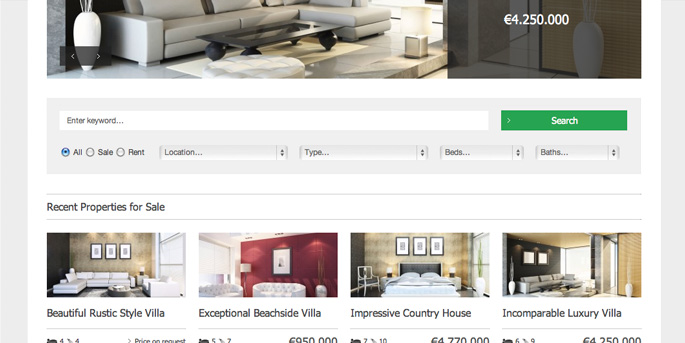 €4.250.000
Enter keyword...
Search
All Sale Rent Location... Type... Beds... Baths...
Recent Properties for Sale
Beautiful Rustic Style Villa
Exceptional Beachside Villa
Impressive Country House
Incomparable Luxury Villa
4 4 Price on request
5 7 €950.000
7 10 €4.770.000
6 9 €4.250.000